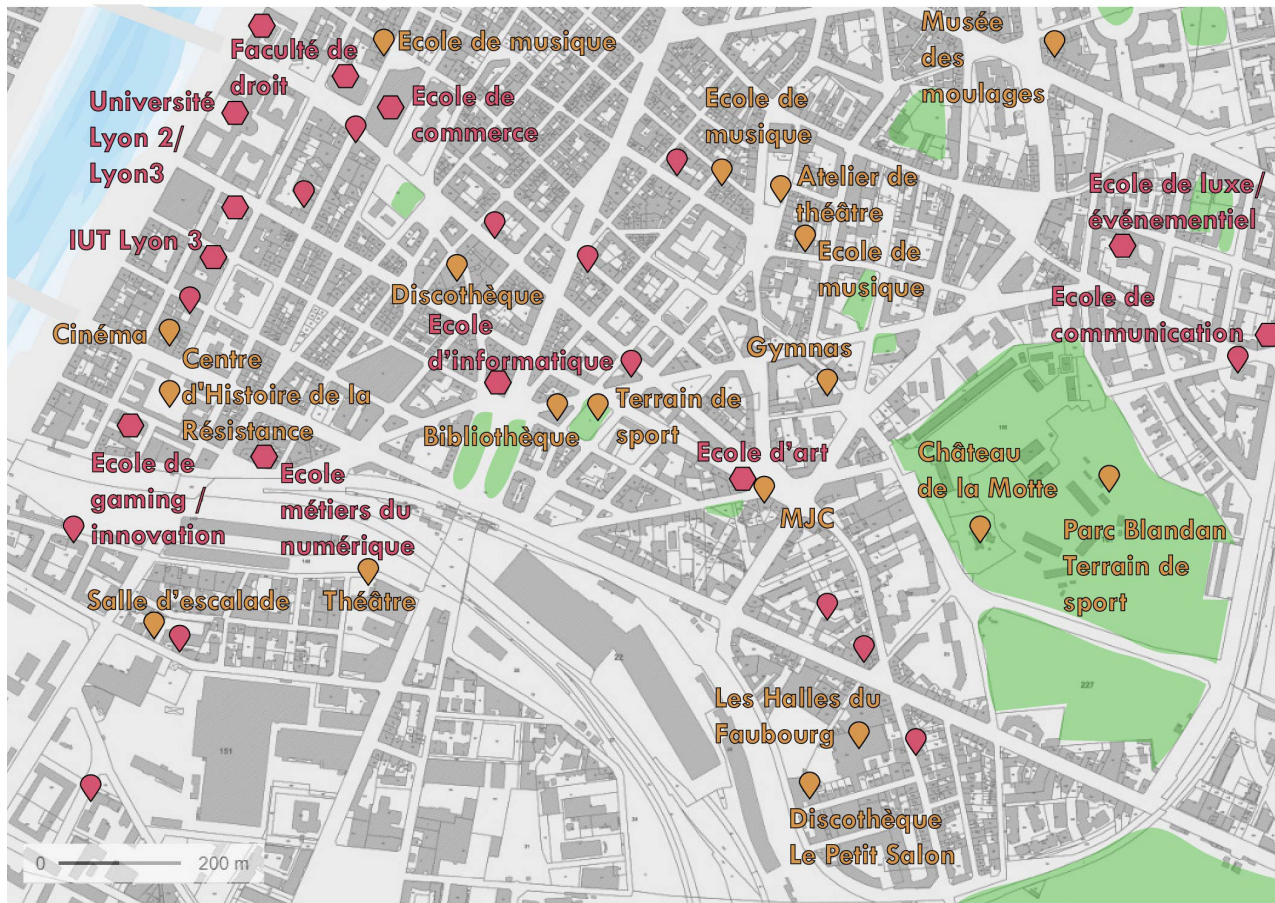 Ecole de musique
Faculté de
droit
Musée
des
moulages
Université
Lyon 2/
Lyon3
Ecole de
commerce
Ecole de
musique
Atelier de
théâtre
Ecole de
musique
Ecole de luxe/
événementiel
IUT Lyon 3
Discothèque
Ecole
d'informatique
Ecole de
communication
Cinéma
Centre
d'Histoire de la
Résistance
Gymnas
Terrain de
sport
Bibliothèque
Ecole d'art
MJC
Château
de la Motte
Parc Blandan
Terrain de
sport
Ecole de
gaming /
innovation
Ecole
métiers du
numérique
Salle d'escalade
Théâtre
Les Halles du
Faubourg
Discothèque
Le Petit Salon
22
227
151
0 200 m